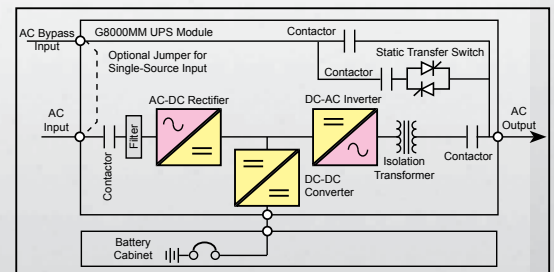 AC Bypass
Input
G8000MM UPS Module
Contactor
Static Transfer Switch
Optional Jumper for
Single-Source Input
Contactor
AC
Input
AC-DC Rectifier
DC-AC Inverter
AC
Output
Filter
Contactor
Isolation
Transformer
Contactor
DC-DC
Converter
Battery
Cabinet